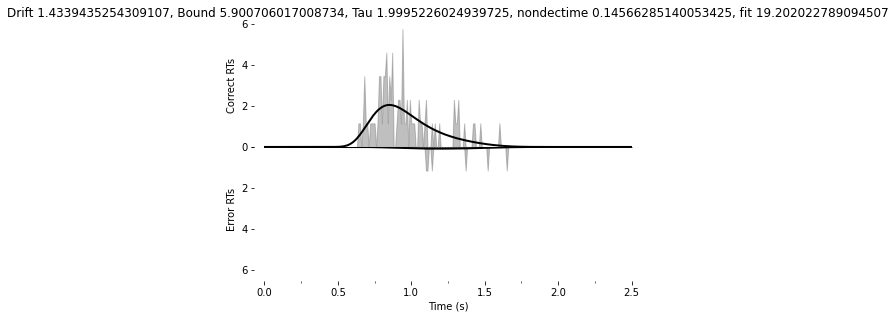 Drift 1.4339435254309107, Bound 5.900706017008734, Tau 1.9995226024939725, nondectime 0.14566285140053425, fit 19.202022789094507
6
4
2
0
2
4
6
Correct RTs
Error RTs
0.0 0.5 1.0 1.5 2.0 2.5
Time (s)